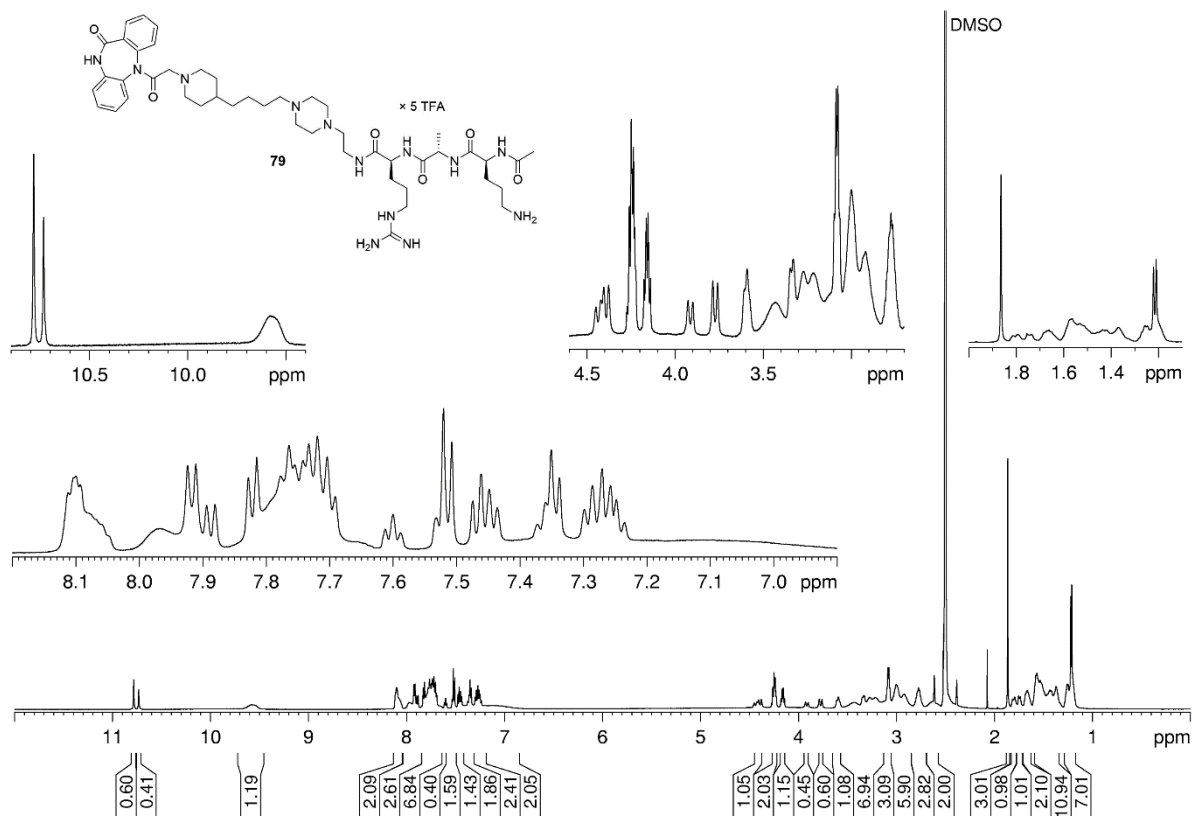 O
HN
N
O
N
N
N
× 5 TFA
79
N
H
O
H
N
O
N
H
O
H
N
O
NH2
HN
H2N
NH
DMSO
10.5 10.0 ppm
4.5 4.0 3.5 ppm
1.8 1.6 1.4 ppm
8.1 8.0 7.9 7.8 7.7 7.6 7.5 7.4 7.3 7.2 7.1 7.0 ppm
11 10 9 8 7 6 5 4 3 2 1 ppm
0.60 0.41 1.19 2.09 2.61 6.84 0.40 1.59 1.43 1.86 2.41 2.05 1.05 2.03 1.15 0.45 0.60 1.08 6.94 3.09 5.90 2.82 2.00 3.01 0.98 1.01 2.10 10.94 7.01